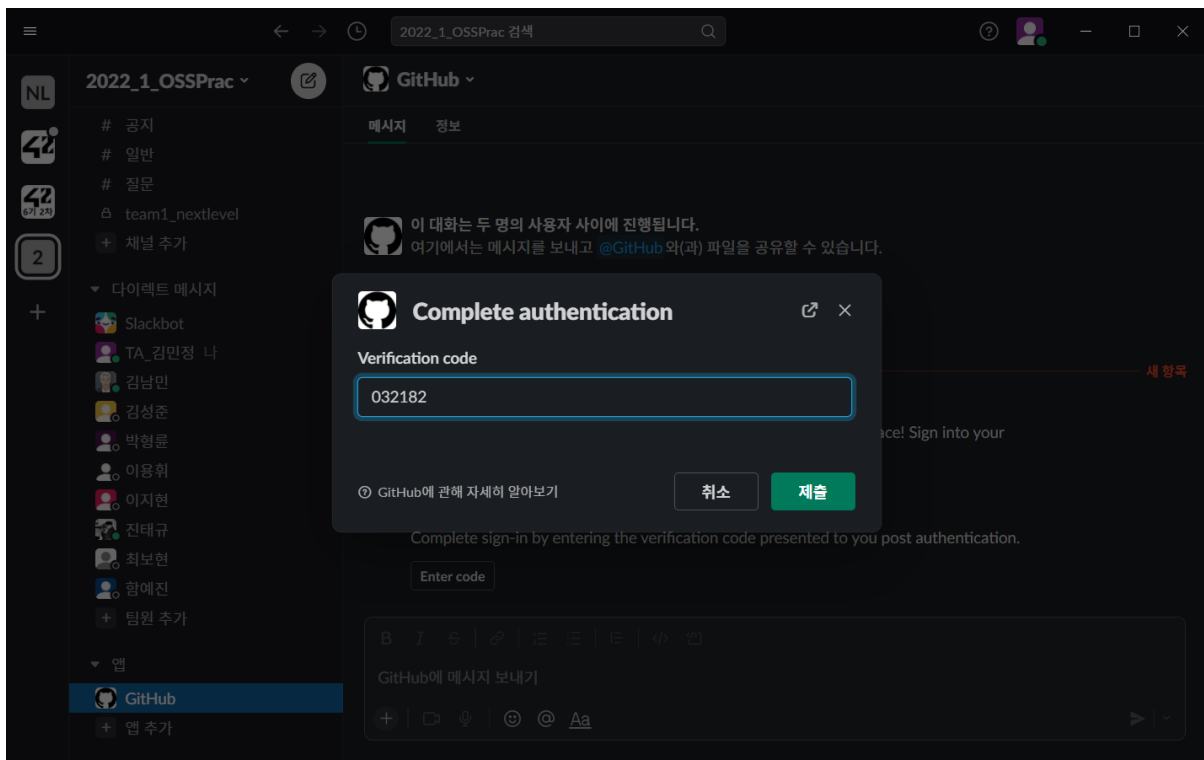 2022_1_OSSPrac 검색
NL
2022_1_OSSPrac
# 공지
# 일반
# 질문
team1_nextlevel
+ 채널 추가
42
42
6기 2차
2
+
다이렉트 메시지
Slackbot
TA_김민정 나
김남민
김성준
박형륜
이용휘
이지현
진태규
최보현
함예진
+ 팀원 추가
앱
GitHub
+ 앱 추가
GitHub
메시지 정보
이 대화는 두 명의 사용자 사이에 진행됩니다.
여기에서는 메시지를 보내고 @GitHub 와(과) 파일을 공유할 수 있습니다.
새 항목
ace! Sign into your
Complete authentication
Verification code
032182
GitHub에 관해 자세히 알아보기
취소
제출
Complete sign-in by entering the verification code presented to you post authentication.
Enter code
B I S
GitHub에 메시지 보내기
+ @ Aa